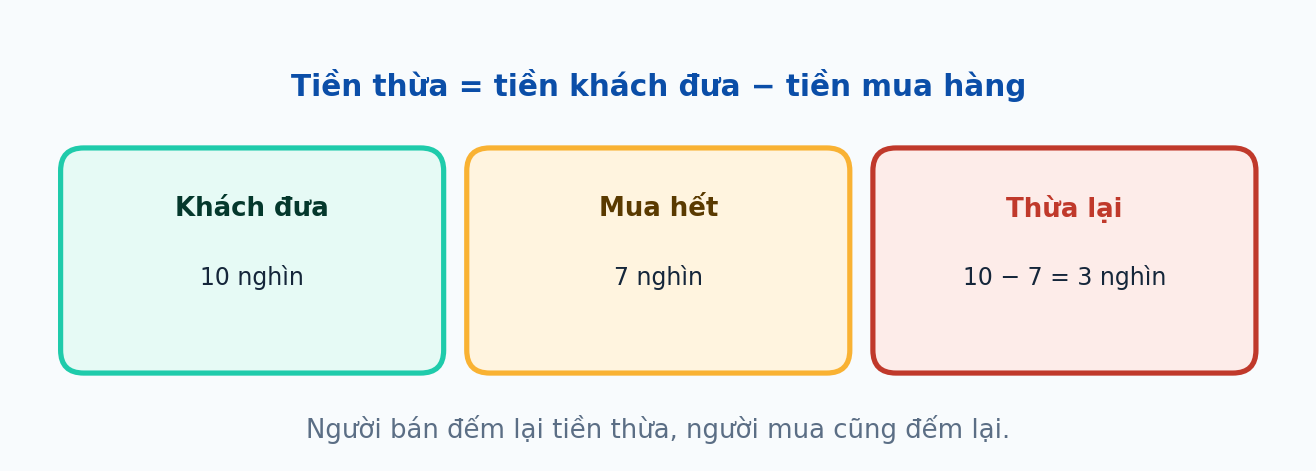 Tiền thừa = tiền khách đưa − tiền mua hàng
Khách đưa
10 nghìn
Mua hết
7 nghìn
Thừa lại
10 − 7 = 3 nghìn
Người bán đếm lại tiền thừa, người mua cũng đếm lại.